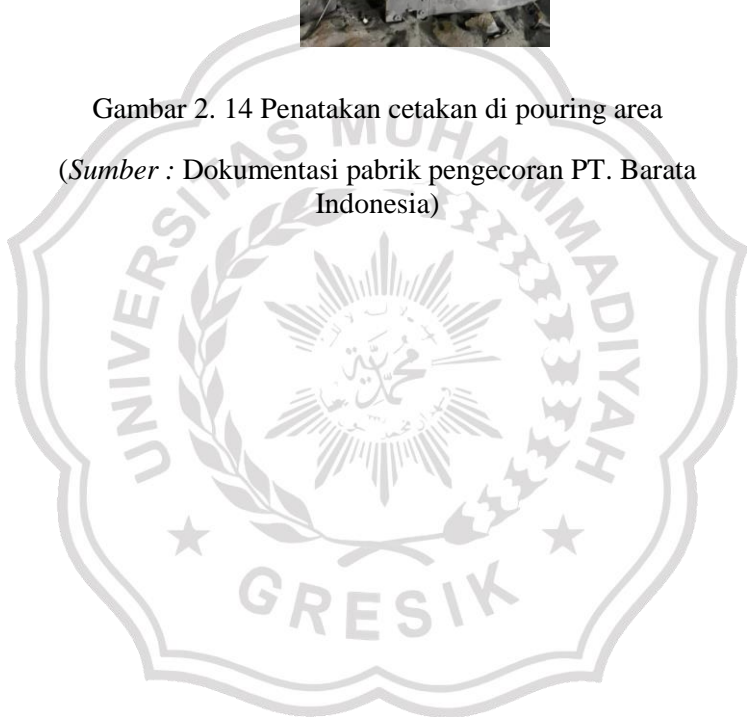 Gambar 2. 14 Penatakan cetakan di pouring area
(Sumber : Dokumentasi pabrik pengecoran PT. Barata
Indonesia)
UNIVERSITAS MUHAMMADIYAH
GRESIK